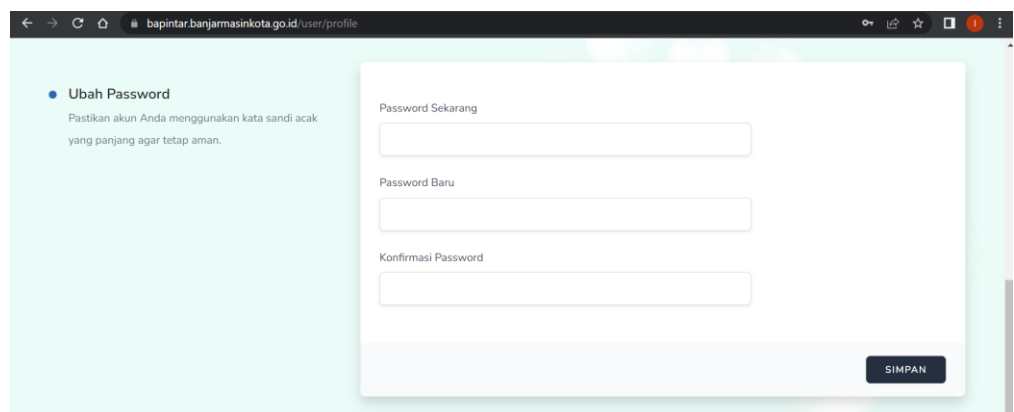 bapintar.banjarmasinkota.go.id/user/profile
I
Ubah Password
Pastikan akun Anda menggunakan kata sandi acak
yang panjang agar tetap aman.
Password Sekarang
Password Baru
Konfirmasi Password
SIMPAN